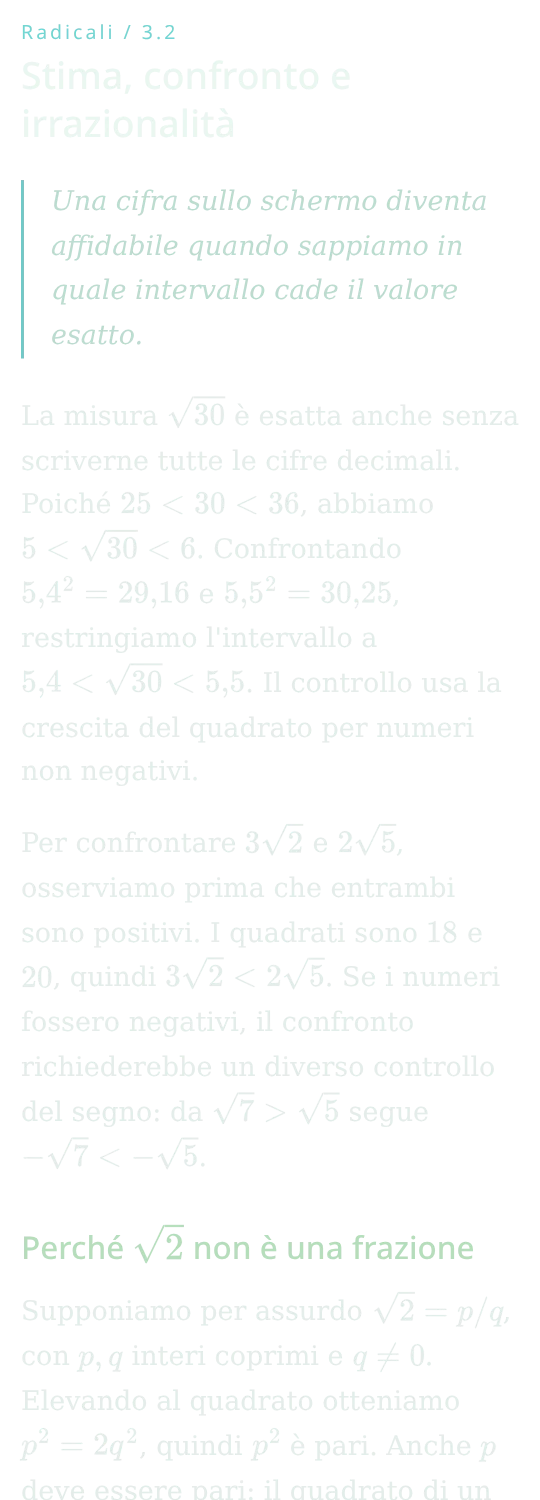 Radicali / 3.2
Stima, confronto e
irrazionalità
Una cifra sullo schermo diventa
affidabile quando sappiamo in
quale intervallo cade il valore
esatto.
La misura √30 è esatta anche senza
scriverne tutte le cifre decimali.
Poiché 25 < 30 < 36, abbiamo
5 < √30 < 6. Confrontando
5,4² = 29,16 e 5,5² = 30,25,
restringiamo l'intervallo a
5,4 < √30 < 5,5. Il controllo usa la
crescita del quadrato per numeri
non negativi.
Per confrontare 3√2 e 2√5,
osserviamo prima che entrambi
sono positivi. I quadrati sono 18 e
20, quindi 3√2 < 2√5. Se i numeri
fossero negativi, il confronto
richiederebbe un diverso controllo
del segno: da √7 > √5 segue
−√7 < −√5.
Perché √2 non è una frazione
Supponiamo per assurdo √2 = p/q,
con p, q interi coprimi e q ≠ 0.
Elevando al quadrato otteniamo
p² = 2q², quindi p² è pari. Anche p
deve essere pari: il quadrato di un